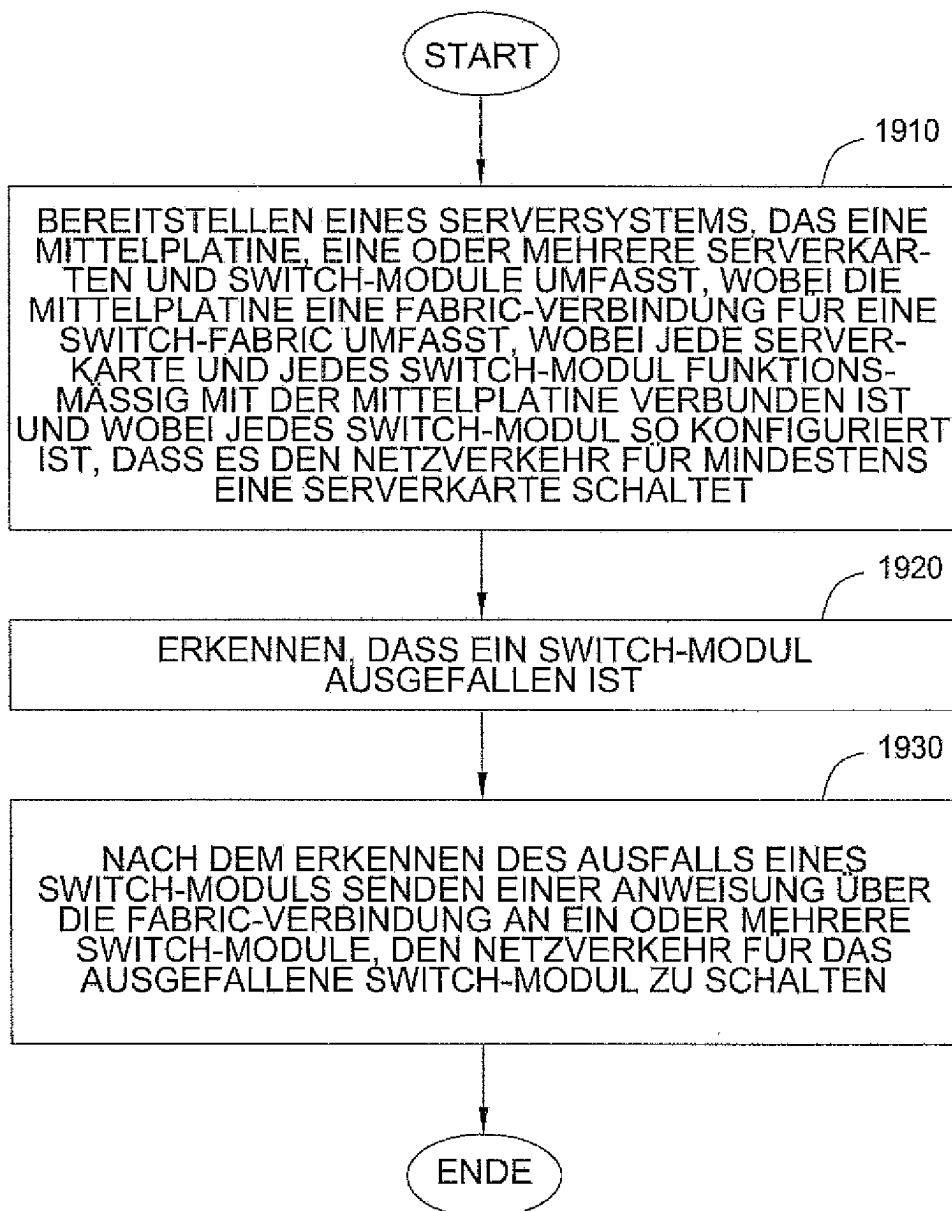 START
1910
BEREITSTELLEN EINES SERVERSYSTEMS, DAS EINE
MITTELPLATINE, EINE ODER MEHRERE SERVERKAR-
TEN UND SWITCH-MODULE UMFASST, WOBEI DIE
MITTELPLATINE EINE FABRIC-VERBINDUNG FÜR EINE
SWITCH-FABRIC UMFASST, WOBEI JEDE SERVER-
KARTE UND JEDES SWITCH-MODUL FUNKTIONS-
MÄSSIG MIT DER MITTELPLATINE VERBUNDEN IST
UND WOBEI JEDES SWITCH-MODUL SO KONFIGURIERT
IST, DASS ES DEN NETZVERKEHR FÜR MINDESTENS
EINE SERVERKARTE SCHALTET
1920
ERKENNEN, DASS EIN SWITCH-MODUL
AUSGEFALLEN IST
1930
NACH DEM ERKENNEN DES AUSFALLS EINES
SWITCH-MODULS SENDEN EINER ANWEISUNG ÜBER
DIE FABRIC-VERBINDUNG AN EIN ODER MEHRERE
SWITCH-MODULE, DEN NETZVERKEHR FÜR DAS
AUSGEFALLENE SWITCH-MODUL ZU SCHALTEN
ENDE